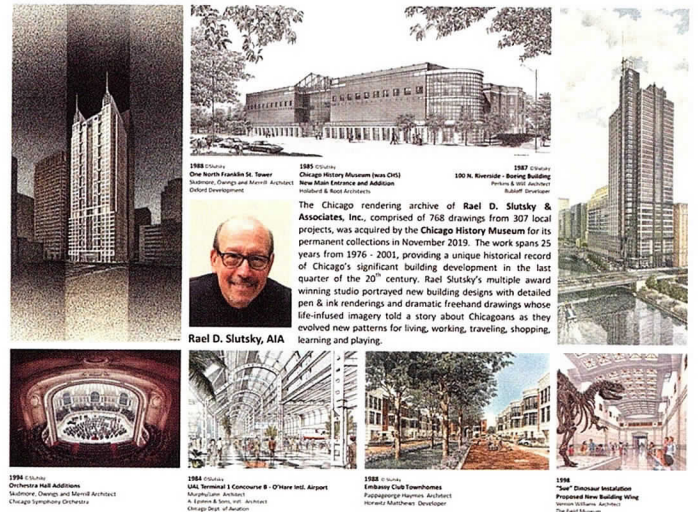 1988 ©Slutsky
One North Franklin St. Tower
Skidmore, Owings and Merrill Architect
Oxford Development
1985 ©Slutsky
Chicago History Museum (was CHS)
New Main Entrance and Addition
Holabird & Root Architects
1987 ©Slutsky
100 N. Riverside - Boeing Building
Perkins & Will Architect
Rubloff Developer
The Chicago rendering archive of Rael D. Slutsky &
Associates, Inc., comprised of 768 drawings from 307 local
projects, was acquired by the Chicago History Museum for its
permanent collections in November 2019. The work spans 25
years from 1976 - 2001, providing a unique historical record
of Chicago's significant building development in the last
quarter of the 20th century. Rael Slutsky's multiple award
winning studio portrayed new building designs with detailed
pen & ink renderings and dramatic freehand drawings whose
life-infused imagery told a story about Chicagoans as they
evolved new patterns for living, working, traveling, shopping,
learning and playing.
Rael D. Slutsky, AIA
1994 ©Slutsky
Orchestra Hall Additions
Skidmore, Owings and Merrill Architect
Chicago Symphony Orchestra
1984 ©Slutsky
UAL Terminal 1 Concourse B - O'Hare Intl. Airport
Murphy/Jahn Architect
A. Epstein & Sons, Intl. Architect
Chicago Dept. of Aviation
1988 ©Slutsky
Embassy Club Townhomes
Pappageorge Haymes Architect
Horwitz Matthews Developer
1998
"Sue" Dinosaur Instalation
Proposed New Building Wing
Vernon Williams Architect
The Field Museum